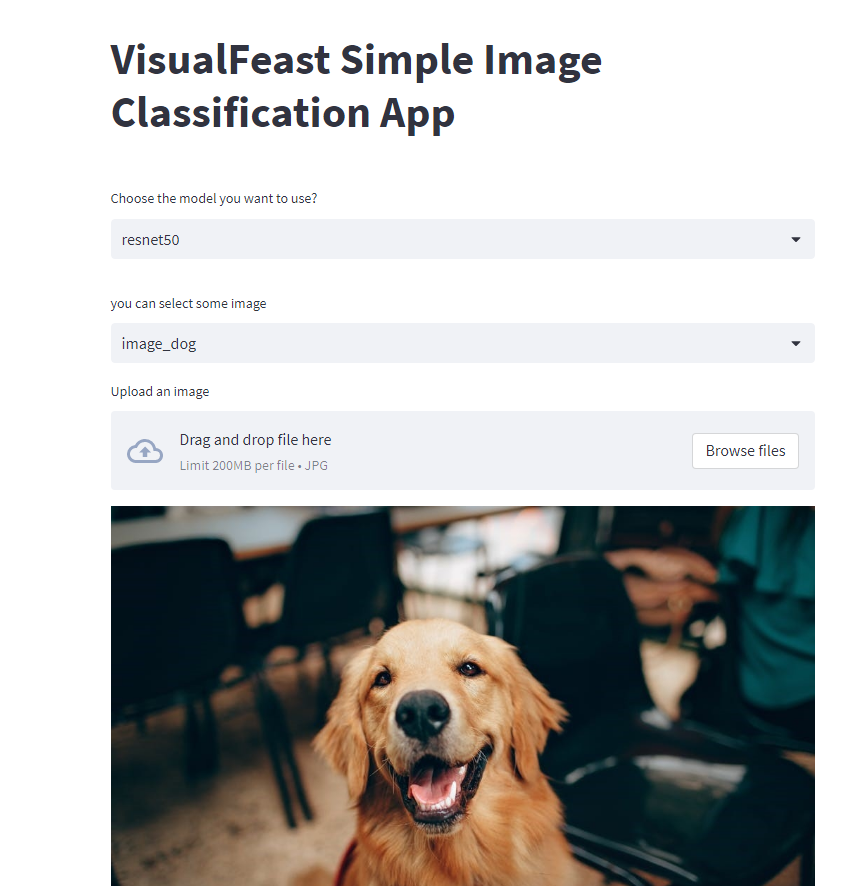 VisualFeast Simple Image
Classification App
Choose the model you want to use?
resnet50
you can select some image
image_dog
Upload an image
Drag and drop file here
Limit 200MB per file • JPG
Browse files